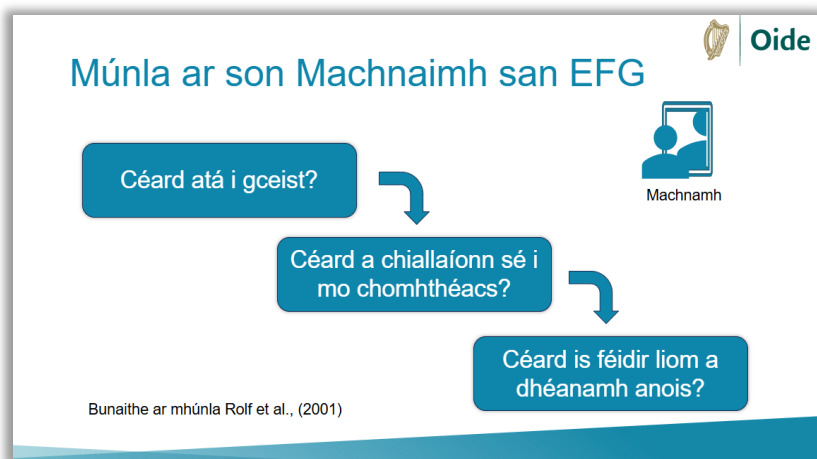 Oide
Múnla ar son Machnaimh san EFG
Céard atá i gceist?
Machnamh
Céard a chiallaíonn sé i
mo chomhthéacs?
Céard is féidir liom a
dhéanamh anois?
Bunaithe ar mhúnla Rolf et al., (2001)